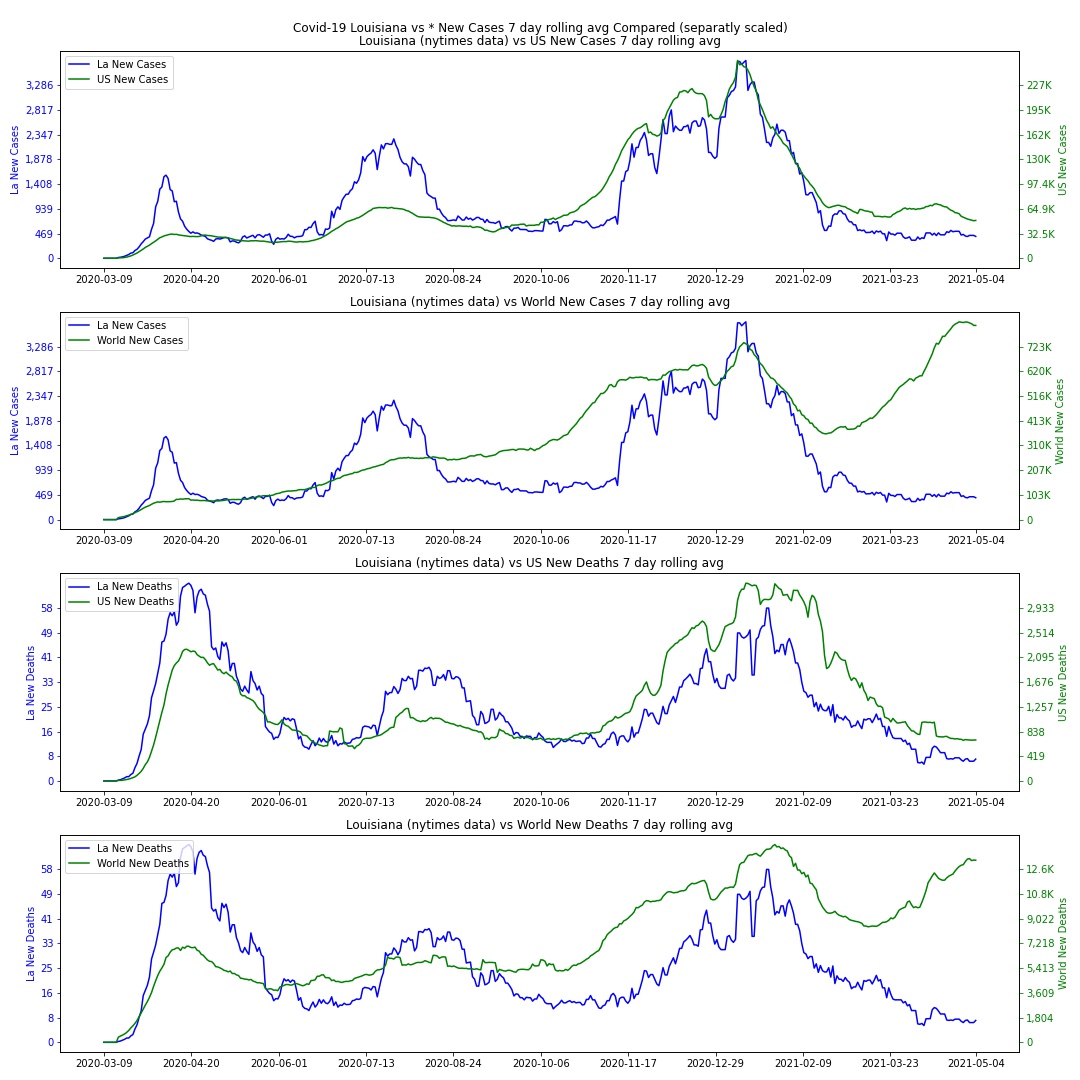 Covid-19 Louisiana vs * New Cases 7 day rolling avg Compared (separatly scaled)
Louisiana (nytimes data) vs US New Cases 7 day rolling avg
La New Cases
US New Cases
3,286
2,817
2,347
1,878
1,408
939
469
0
La New Cases
227K
195K
162K
130K
97.4K
64.9K
32.5K
0
US New Cases
2020-03-09 2020-04-20 2020-06-01 2020-07-13 2020-08-24 2020-10-06 2020-11-17 2020-12-29 2021-02-09 2021-03-23 2021-05-04
Louisiana (nytimes data) vs World New Cases 7 day rolling avg
La New Cases
World New Cases
3,286
2,817
2,347
1,878
1,408
939
469
0
La New Cases
723K
620K
516K
413K
310K
207K
103K
0
World New Cases
2020-03-09 2020-04-20 2020-06-01 2020-07-13 2020-08-24 2020-10-06 2020-11-17 2020-12-29 2021-02-09 2021-03-23 2021-05-04
Louisiana (nytimes data) vs US New Deaths 7 day rolling avg
La New Deaths
US New Deaths
58
49
41
33
25
16
8
0
La New Deaths
2,933
2,514
2,095
1,676
1,257
838
419
0
US New Deaths
2020-03-09 2020-04-20 2020-06-01 2020-07-13 2020-08-24 2020-10-06 2020-11-17 2020-12-29 2021-02-09 2021-03-23 2021-05-04
Louisiana (nytimes data) vs World New Deaths 7 day rolling avg
La New Deaths
World New Deaths
58
49
41
33
25
16
8
0
La New Deaths
12.6K
10.8K
9,022
7,218
5,413
3,609
1,804
0
World New Deaths
2020-03-09 2020-04-20 2020-06-01 2020-07-13 2020-08-24 2020-10-06 2020-11-17 2020-12-29 2021-02-09 2021-03-23 2021-05-04